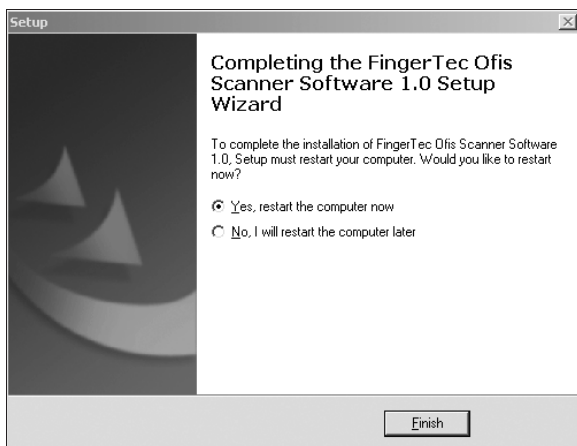 Setup
Completing the FingerTec Ofis
Scanner Software 1.0 Setup
Wizard
To complete the installation of FingerTec Ofis Scanner Software
1.0, Setup must restart your computer. Would you like to restart
now?
Yes, restart the computer now
No, I will restart the computer later
Finish